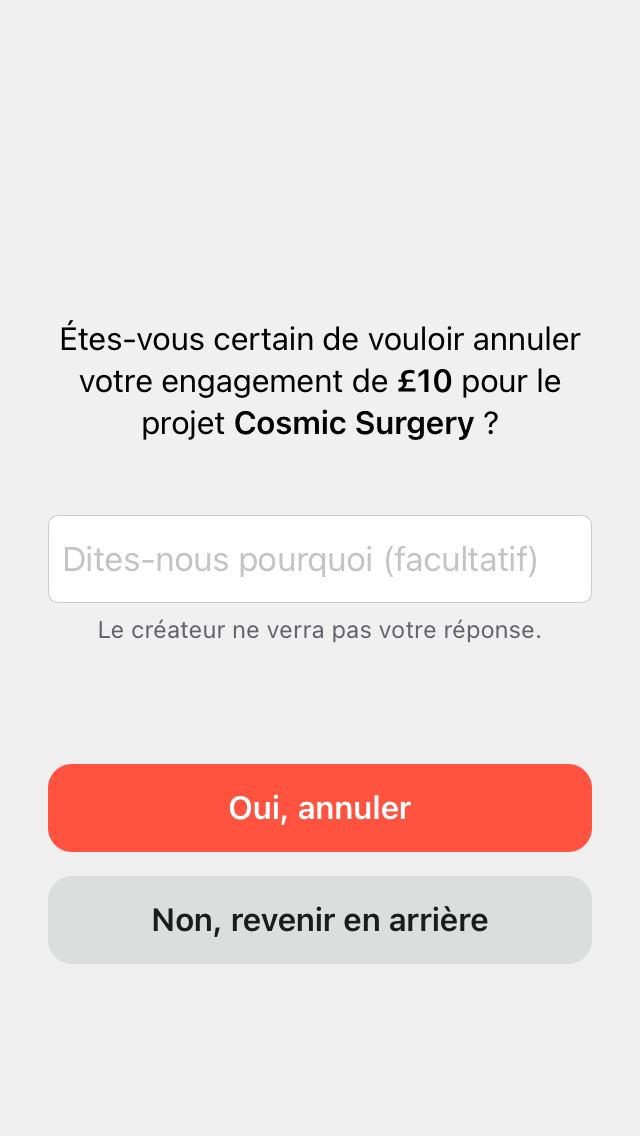 Êtes-vous certain de vouloir annuler
votre engagement de £10 pour le
projet Cosmic Surgery ?
Dites-nous pourquoi (facultatif)
Le créateur ne verra pas votre réponse.
Oui, annuler
Non, revenir en arrière